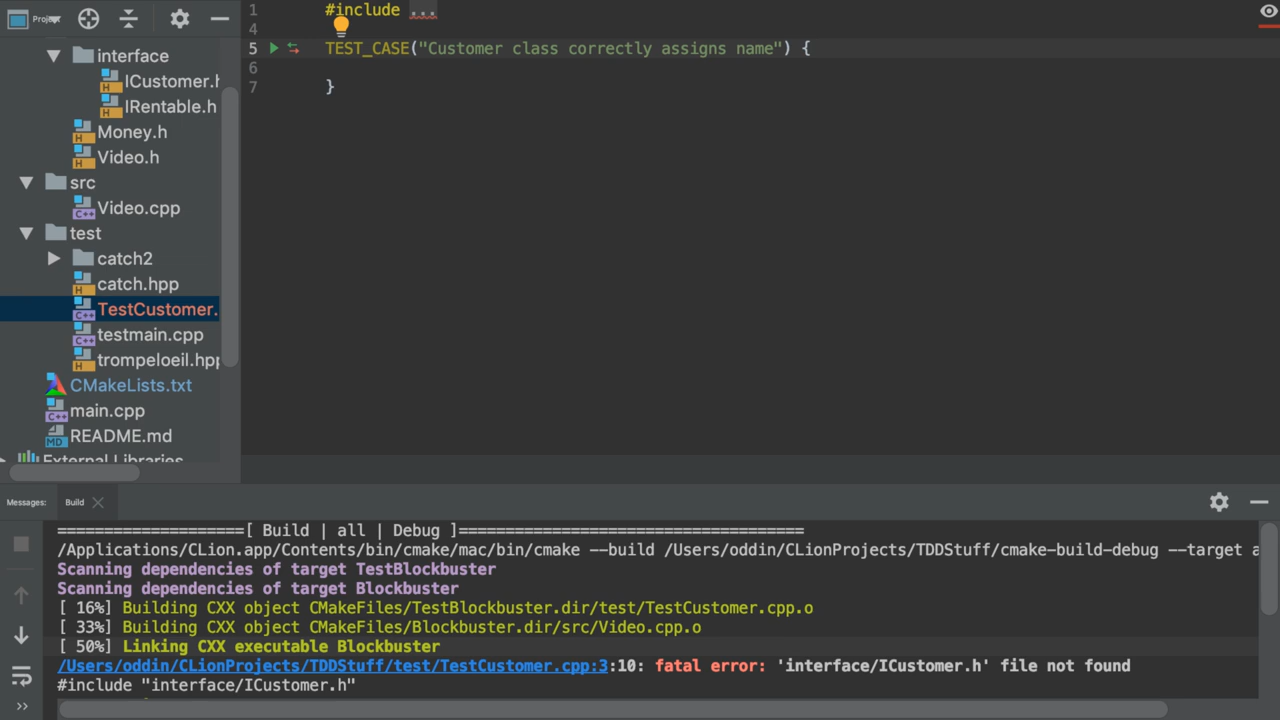 Project
interface
ICustomer.h
IRentable.h
Money.h
Video.h
src
Video.cpp
test
catch2
catch.hpp
TestCustomer.
testmain.cpp
trompeloeil.hpp
CMakeLists.txt
main.cpp
README.md
External Libraries
1 #include ...
4
5 TEST_CASE("Customer class correctly assigns name") {
6
7 }
Messages: Build
====================[ Build | all | Debug ]=====================================
/Applications/CLion.app/Contents/bin/cmake/mac/bin/cmake --build /Users/oddin/CLionProjects/TDDStuff/cmake-build-debug --target a
Scanning dependencies of target TestBlockbuster
Scanning dependencies of target Blockbuster
[ 16%] Building CXX object CMakeFiles/TestBlockbuster.dir/test/TestCustomer.cpp.o
[ 33%] Building CXX object CMakeFiles/Blockbuster.dir/src/Video.cpp.o
[ 50%] Linking CXX executable Blockbuster
/Users/oddin/CLionProjects/TDDStuff/test/TestCustomer.cpp:3:10: fatal error: 'interface/ICustomer.h' file not found
#include "interface/ICustomer.h"